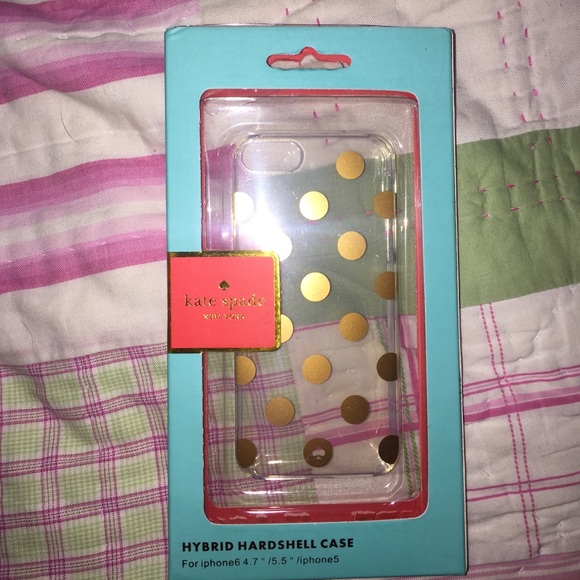 kate spade
NEW YORK
HYBRID HARDSHELL CASE
For iphone6 4.7 " /5.5 " /iphone5